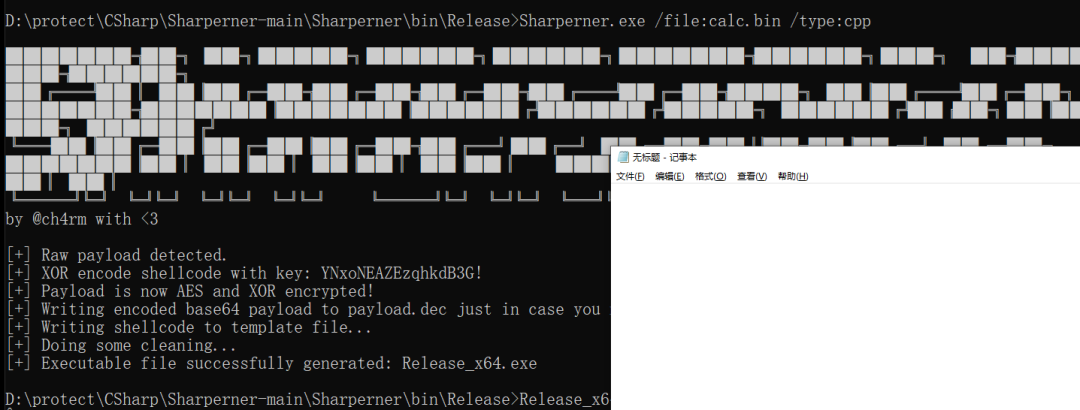 D:\protect\CSharp\Sharperner-main\Sharperner\bin\Release>Sharperner.exe /file:calc.bin /type:cpp
by @ch4rm with <3
[+] Raw payload detected.
[+] XOR encode shellcode with key: YNxoNEAZEzqhkdB3G!
[+] Payload is now AES and XOR encrypted!
[+] Writing encoded base64 payload to payload.dec just in case you
[+] Writing shellcode to template file...
[+] Doing some cleaning...
[+] Executable file successfully generated: Release_x64.exe
D:\protect\CSharp\Sharperner-main\Sharperner\bin\Release>Release_x6
无标题 - 记事本
文件(F) 编辑(E) 格式(O) 查看(V) 帮助(H)